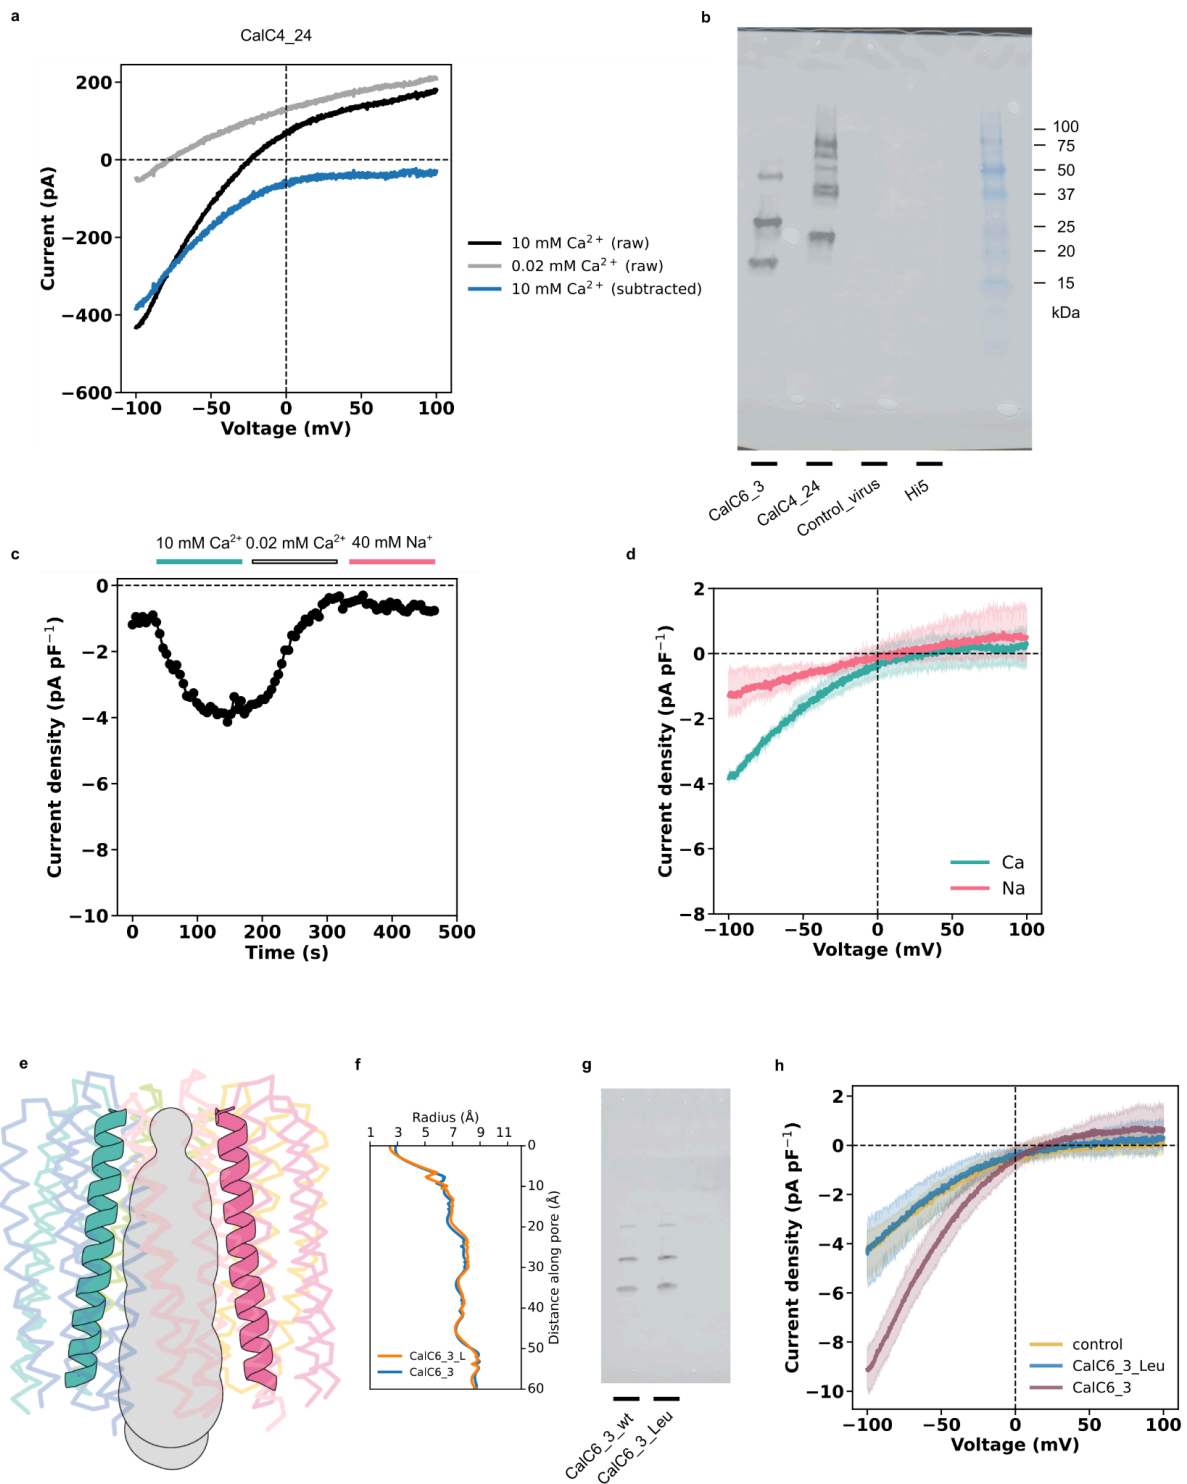 a
CalC4_24
200
0
−200
−400
−600
Current (pA)
−100 −50 0 50 100
Voltage (mV)
10 mM Ca²⁺ (raw)
0.02 mM Ca²⁺ (raw)
10 mM Ca²⁺ (subtracted)
b
100
75
50
37
25
20
15
kDa
CalC6_3
CalC4_24
Control_virus
Hi5
c
10 mM Ca²⁺ 0.02 mM Ca²⁺ 40 mM Na⁺
0
−2
−4
−6
−8
−10
Current density (pA pF⁻¹)
0 100 200 300 400 500
Time (s)
d
2
0
−2
−4
−6
−8
Current density (pA pF⁻¹)
Ca
Na
−100 −50 0 50 100
Voltage (mV)
e
f
Radius (Å)
1 3 5 7 9 11
0
10
20
30
40
50
60
Distance along pore (Å)
CalC6_3_L
CalC6_3
g
CalC6_3_wt
CalC6_3_Leu
h
2
0
−2
−4
−6
−8
−10
Current density (pA pF⁻¹)
control
CalC6_3_Leu
CalC6_3
−100 −50 0 50 100
Voltage (mV)